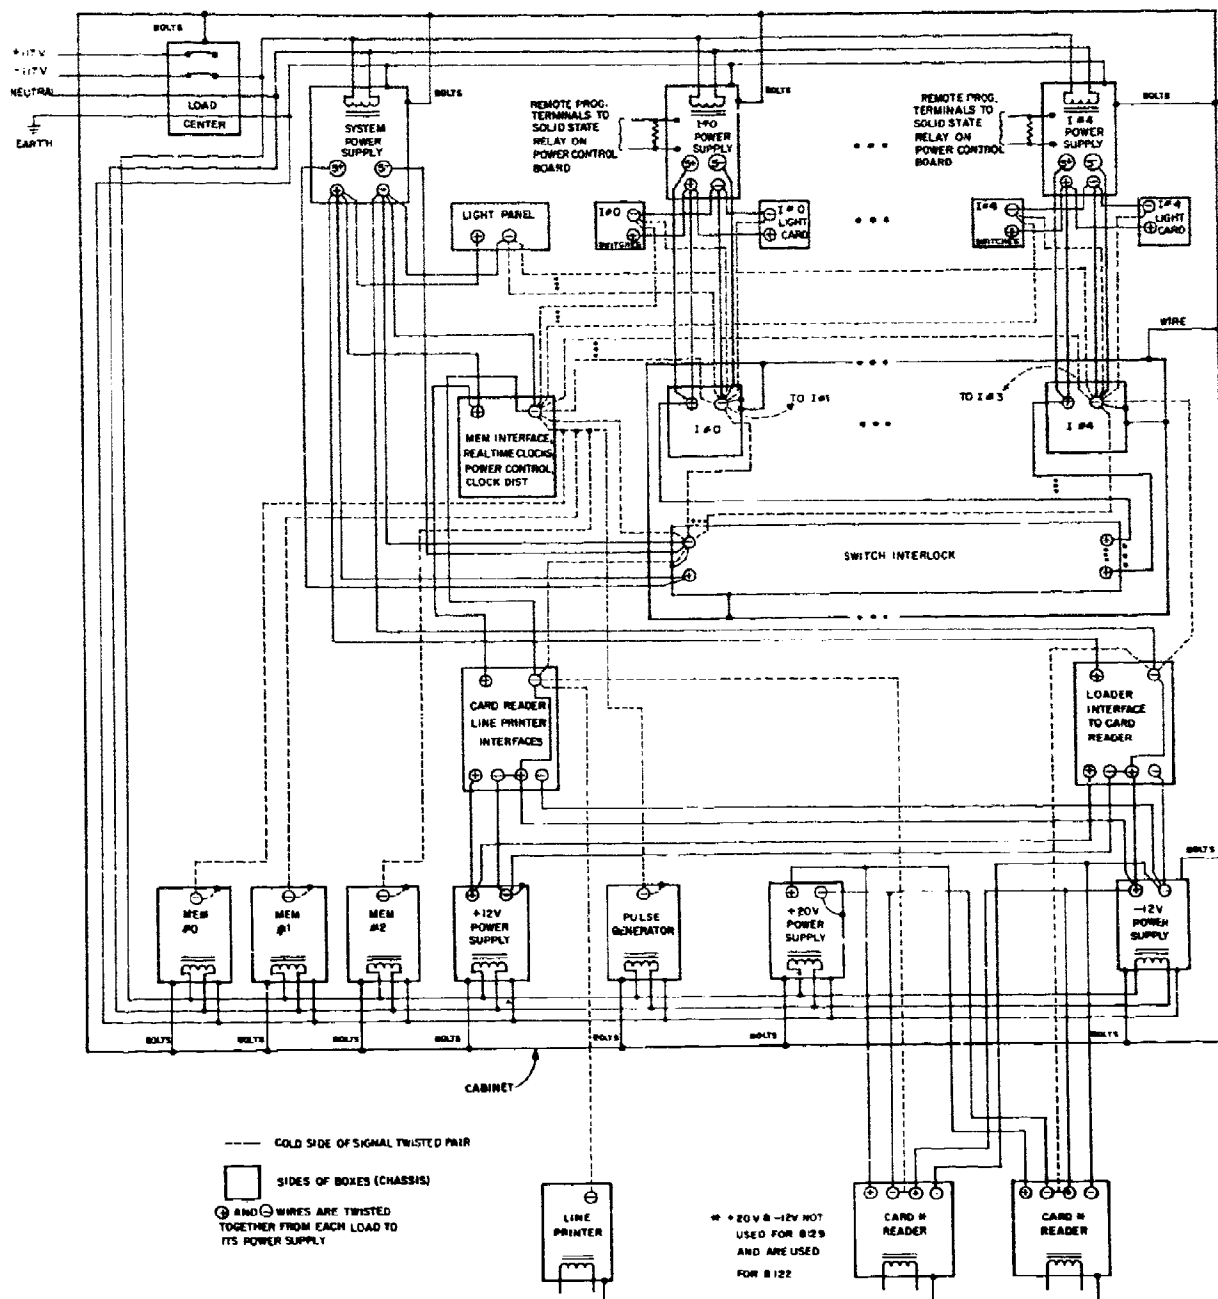 BOLTS
+117V
-117V
NEUTRAL
EARTH
LOAD
CENTER
BOLTS
SYSTEM
POWER
SUPPLY
S+ S-
REMOTE PROG.
TERMINALS TO
SOLID STATE
RELAY ON
POWER CONTROL
BOARD
I#0
POWER
SUPPLY
S+ S-
BOLTS
REMOTE PROG.
TERMINALS TO
SOLID STATE
RELAY ON
POWER CONTROL
BOARD
I#4
POWER
SUPPLY
S+ S-
BOLTS
LIGHT PANEL
I#0
SWITCHES
I#0
LIGHT
CARD
I#4
SWITCHES
I#4
LIGHT
CARD
WIRE
MEM INTERFACE,
REALTIME CLOCKS,
POWER CONTROL,
CLOCK DIST
I#0
TO I#1
TO I#3
I#4
SWITCH INTERLOCK
CARD READER
LINE PRINTER
INTERFACES
LOADER
INTERFACE
TO CARD
READER
BOLTS
MEM
#0
MEM
#1
MEM
#2
+12V
POWER
SUPPLY
PULSE
GENERATOR
+20V
POWER
SUPPLY
-12V
POWER
SUPPLY
BOLTS
BOLTS
BOLTS
BOLTS
BOLTS
BOLTS
BOLTS
CABINET
COLD SIDE OF SIGNAL TWISTED PAIR
SIDES OF BOXES (CHASSIS)
⊕ AND ⊖ WIRES ARE TWISTED
TOGETHER FROM EACH LOAD TO
ITS POWER SUPPLY
LINE
PRINTER
* +20V & -12V NOT
USED FOR B129
AND ARE USED
FOR B122
CARD *
READER
CARD *
READER